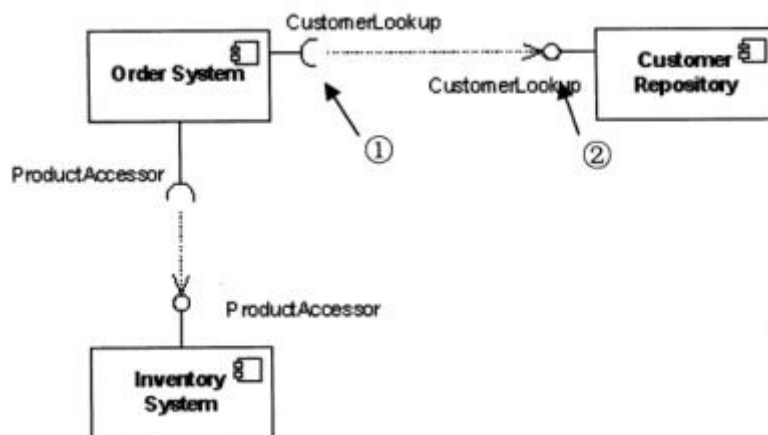 CustomerLookup
Order System
Customer
Repository
CustomerLookup
①
②
ProductAccessor
ProductAccessor
Inventory
System